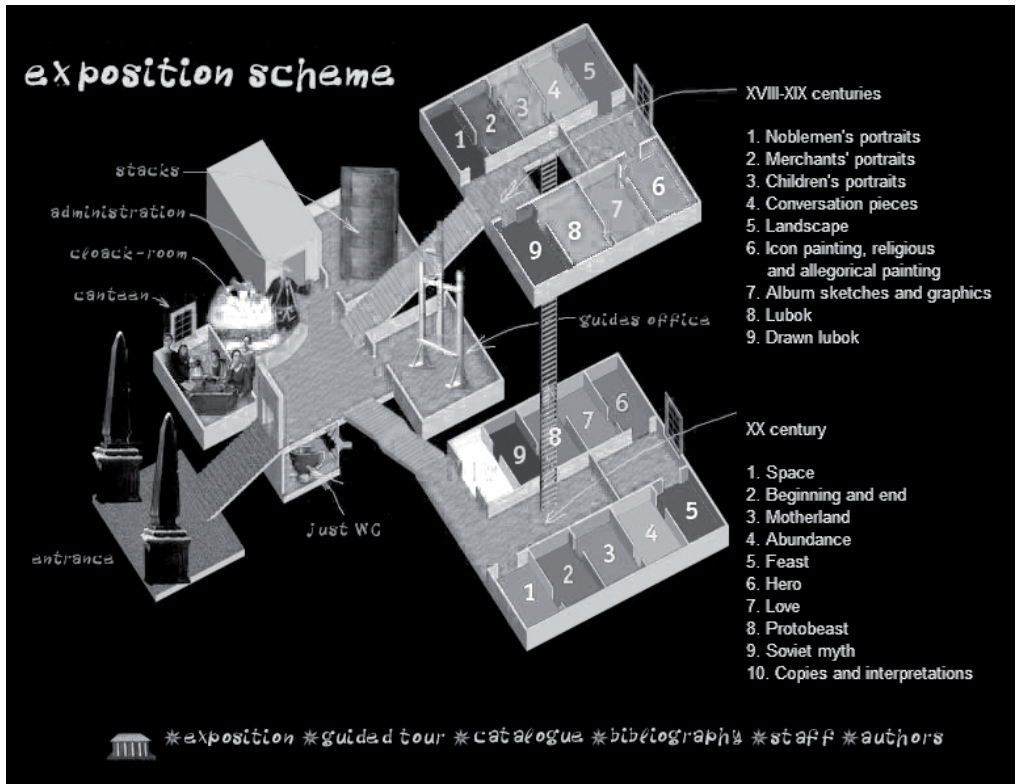 exposition scheme
stacks
administration
cloack-room
canteen
entrance
just WC
guides office
1
2
3
4
5
6
7
8
9
XVIII-XIX centuries
1. Noblemen's portraits
2. Merchants' portraits
3. Children's portraits
4. Conversation pieces
5. Landscape
6. Icon painting, religious
and allegorical painting
7. Album sketches and graphics
8. Lubok
9. Drawn lubok
9
8
7
6
1
2
3
4
5
XX century
1. Space
2. Beginning and end
3. Motherland
4. Abundance
5. Feast
6. Hero
7. Love
8. Protobeast
9. Soviet myth
10. Copies and interpretations
exposition guided tour catalogue bibliography staff authors